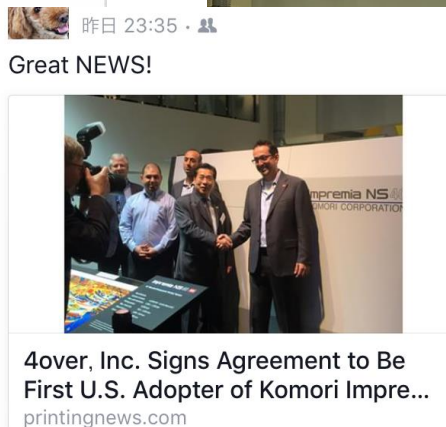 昨日 23:35 ·
Great NEWS!
mpremia NS40
OMORI CORPORATION
4over, Inc. Signs Agreement to Be
First U.S. Adopter of Komori Impre...
printingnews.com